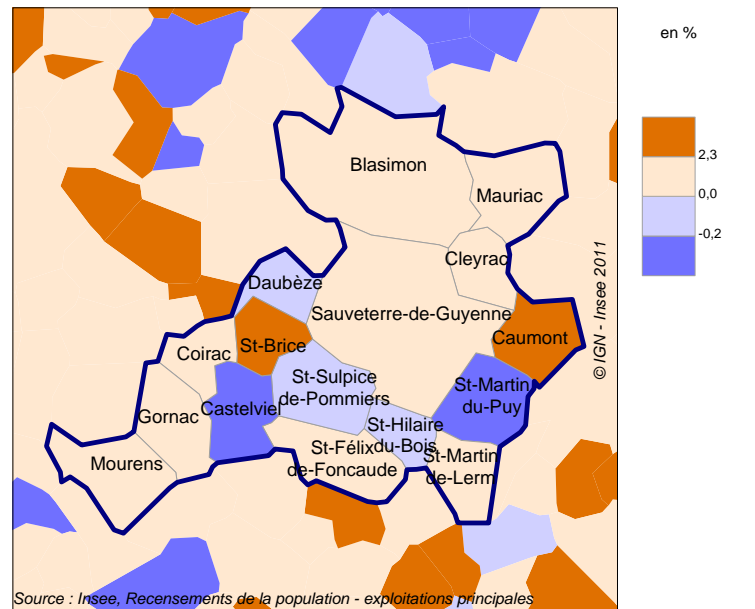 en %
2,3
0,0
-0,2
Blasimon
Mauriac
Cleyrac
Daubèze
Sauveterre-de-Guyenne
Caumont
St-Brice
Coirac
St-Sulpice
de-Pommiers
St-Martin
du-Puy
Castelviel
Gornac
St-Hilaire
du-Bois
St-Félix
de-Foncaude
St-Martin
de-Lerm
Mourens
© IGN - Insee 2011
Source : Insee, Recensements de la population - exploitations principales